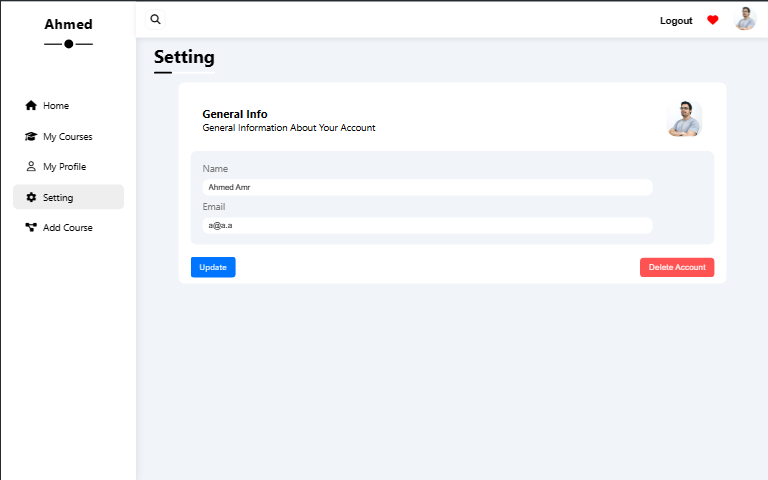 Ahmed
Logout
Setting
Home
My Courses
My Profile
Setting
Add Course
General Info
General Information About Your Account
Name
Ahmed Amr
Email
a@a.a
Update
Delete Account